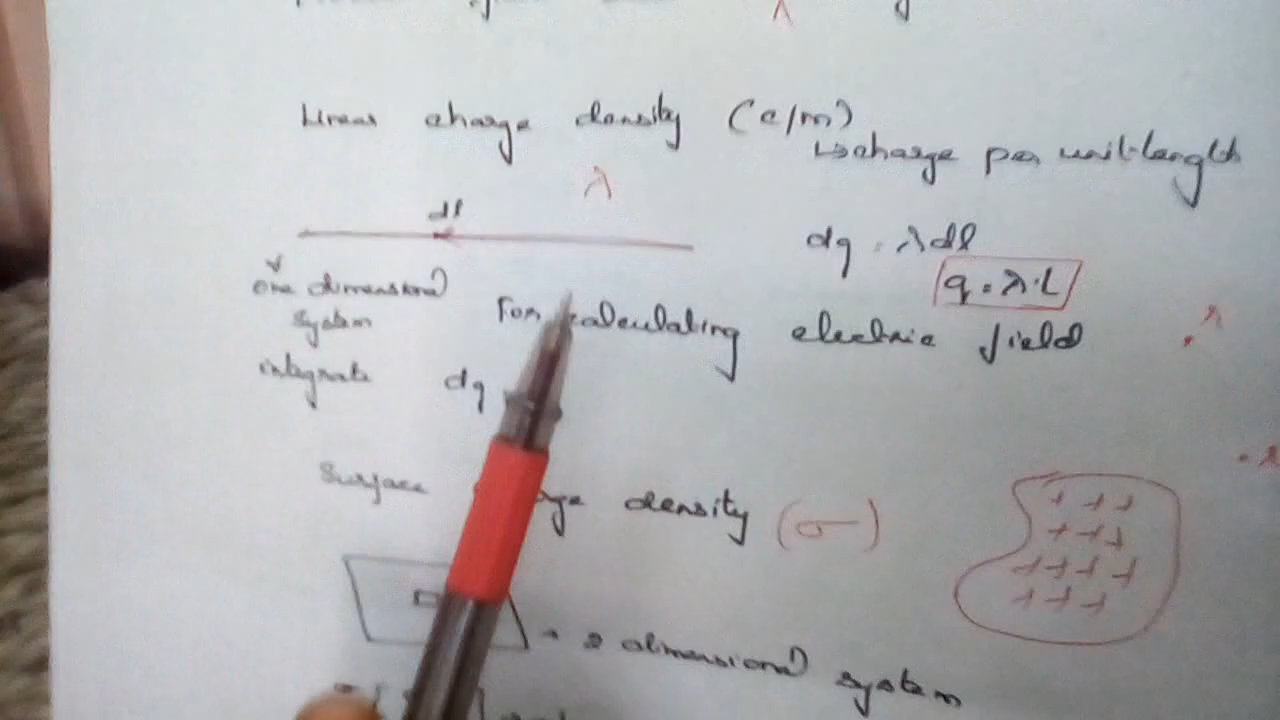 λ
Linear charge density (c/m)
↳ charge per unit length
λ
dl
dq = λdl
one dimensional
q = λ.L
system
For calculating electric field
λ
integrate dq
Surface density (σ)
+ + +
+ + +
+ + + +
+ + +
→ 2 dimensional system